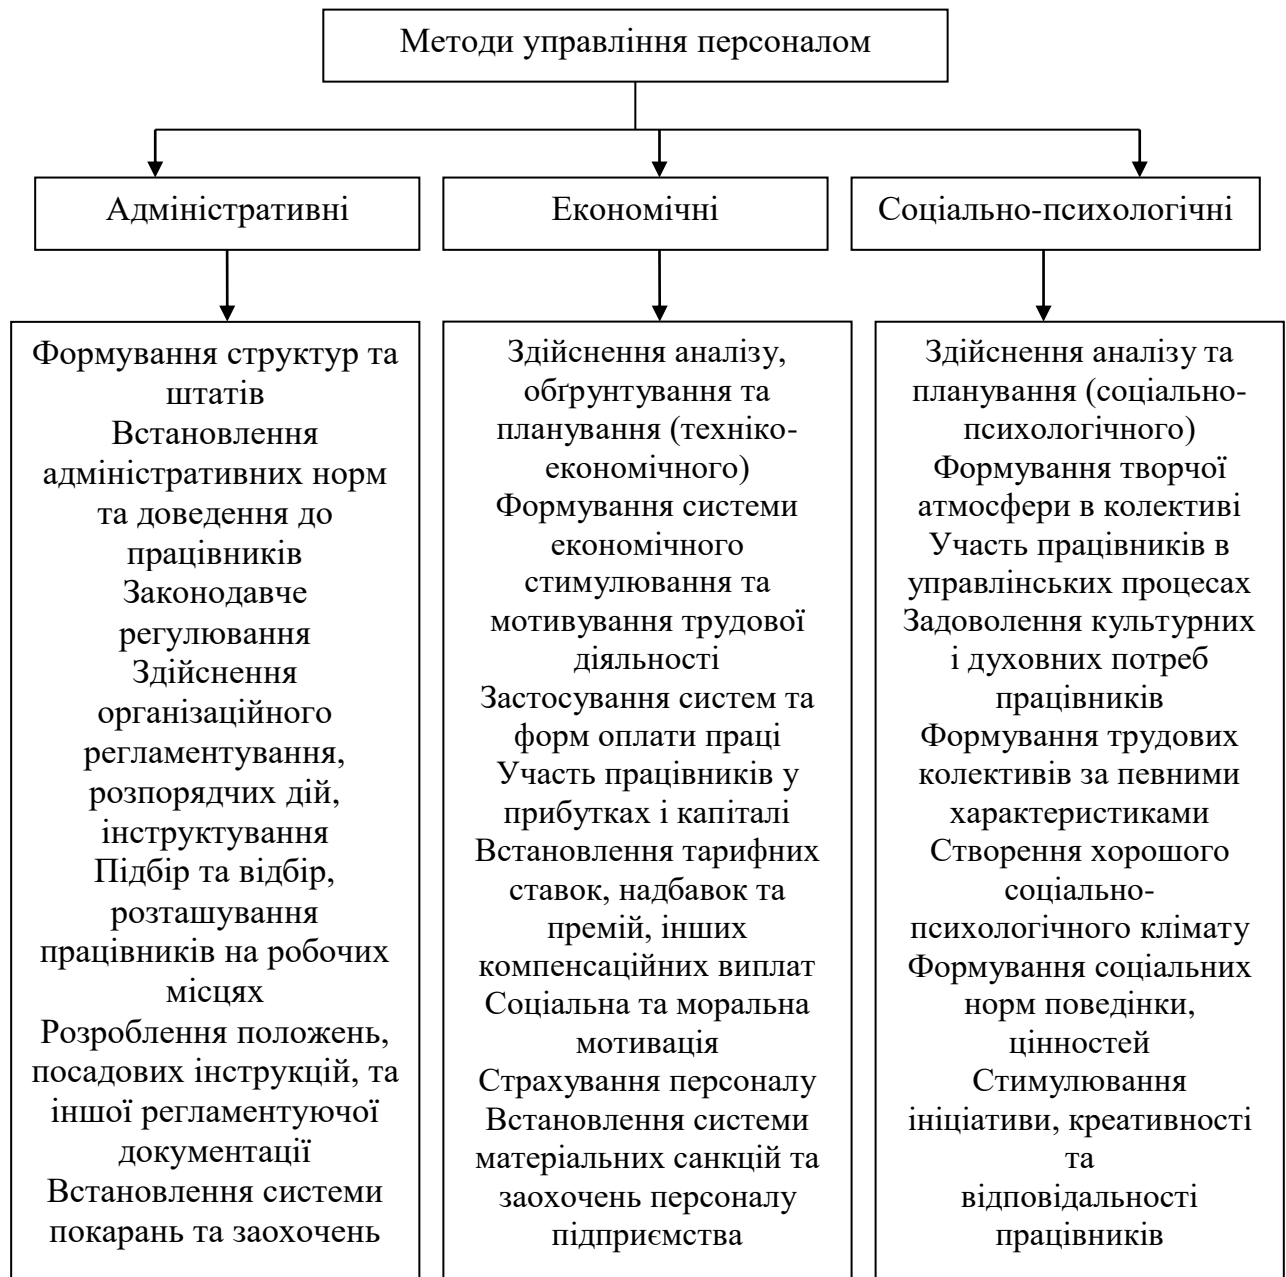 Методи управління персоналом
Адміністративні
Економічні
Соціально-психологічні
Формування структур та
штатів
Встановлення
адміністративних норм
та доведення до
працівників
Законодавче
регулювання
Здійснення
організаційного
регламентування,
розпорядчих дій,
інструктування
Підбір та відбір,
розташування
працівників на робочих
місцях
Розроблення положень,
посадових інструкцій, та
іншої регламентуючої
документації
Встановлення системи
покарань та заохочень
Здійснення аналізу,
обґрунтування та
планування (техніко-
економічного)
Формування системи
економічного
стимулювання та
мотивування трудової
діяльності
Застосування систем та
форм оплати праці
Участь працівників у
прибутках і капіталі
Встановлення тарифних
ставок, надбавок та
премій, інших
компенсаційних виплат
Соціальна та моральна
мотивація
Страхування персоналу
Встановлення системи
матеріальних санкцій та
заохочень персоналу
підприємства
Здійснення аналізу та
планування (соціально-
психологічного)
Формування творчої
атмосфери в колективі
Участь працівників в
управлінських процесах
Задоволення культурних
і духовних потреб
працівників
Формування трудових
колективів за певними
характеристиками
Створення хорошого
соціально-
психологічного клімату
Формування соціальних
норм поведінки,
цінностей
Стимулювання
ініціативи, креативності
та
відповідальності
працівників